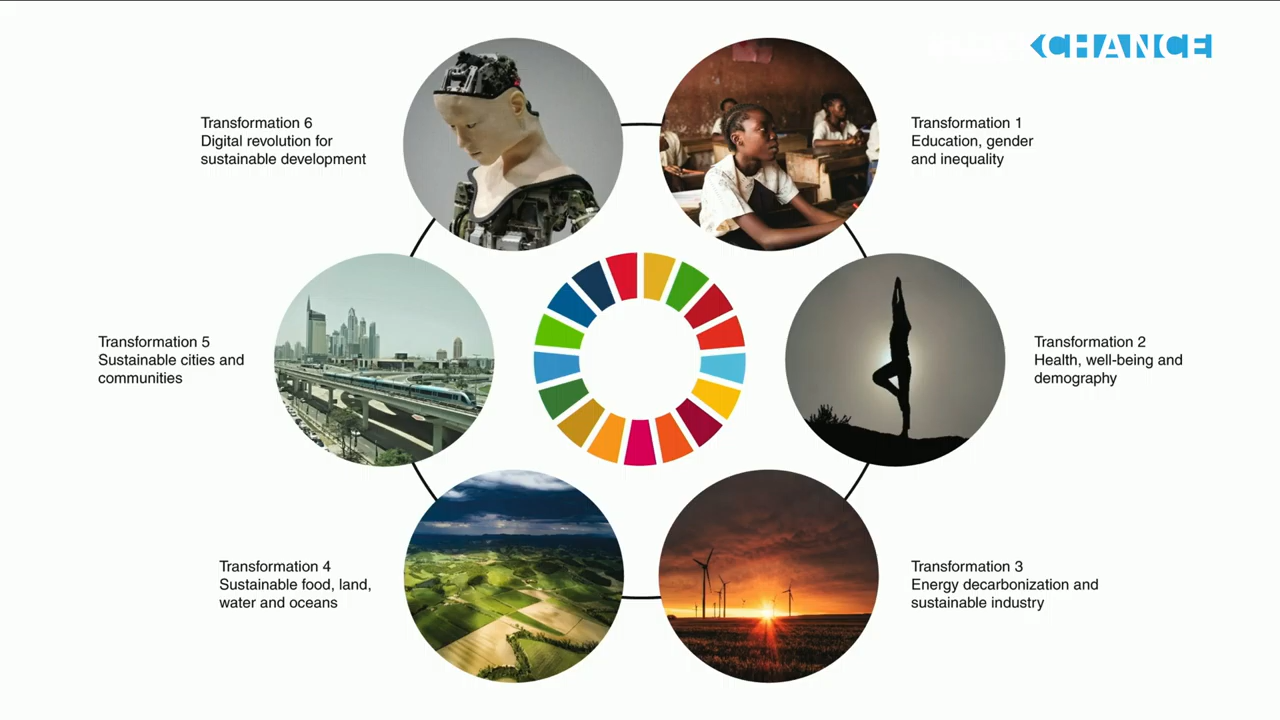 CHANCE
Transformation 6
Digital revolution for
sustainable development
Transformation 1
Education, gender
and inequality
Transformation 5
Sustainable cities and
communities
Transformation 2
Health, well-being and
demography
Transformation 4
Sustainable food, land,
water and oceans
Transformation 3
Energy decarbonization and
sustainable industry